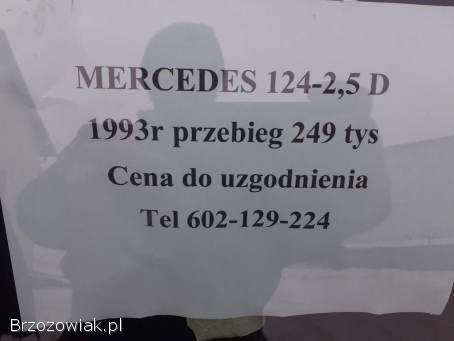 MERCEDES 124-2,5 D
1993r przebieg 249 tys
Cena do uzgodnienia
Tel 602-129-224
Brzozowiak.pl